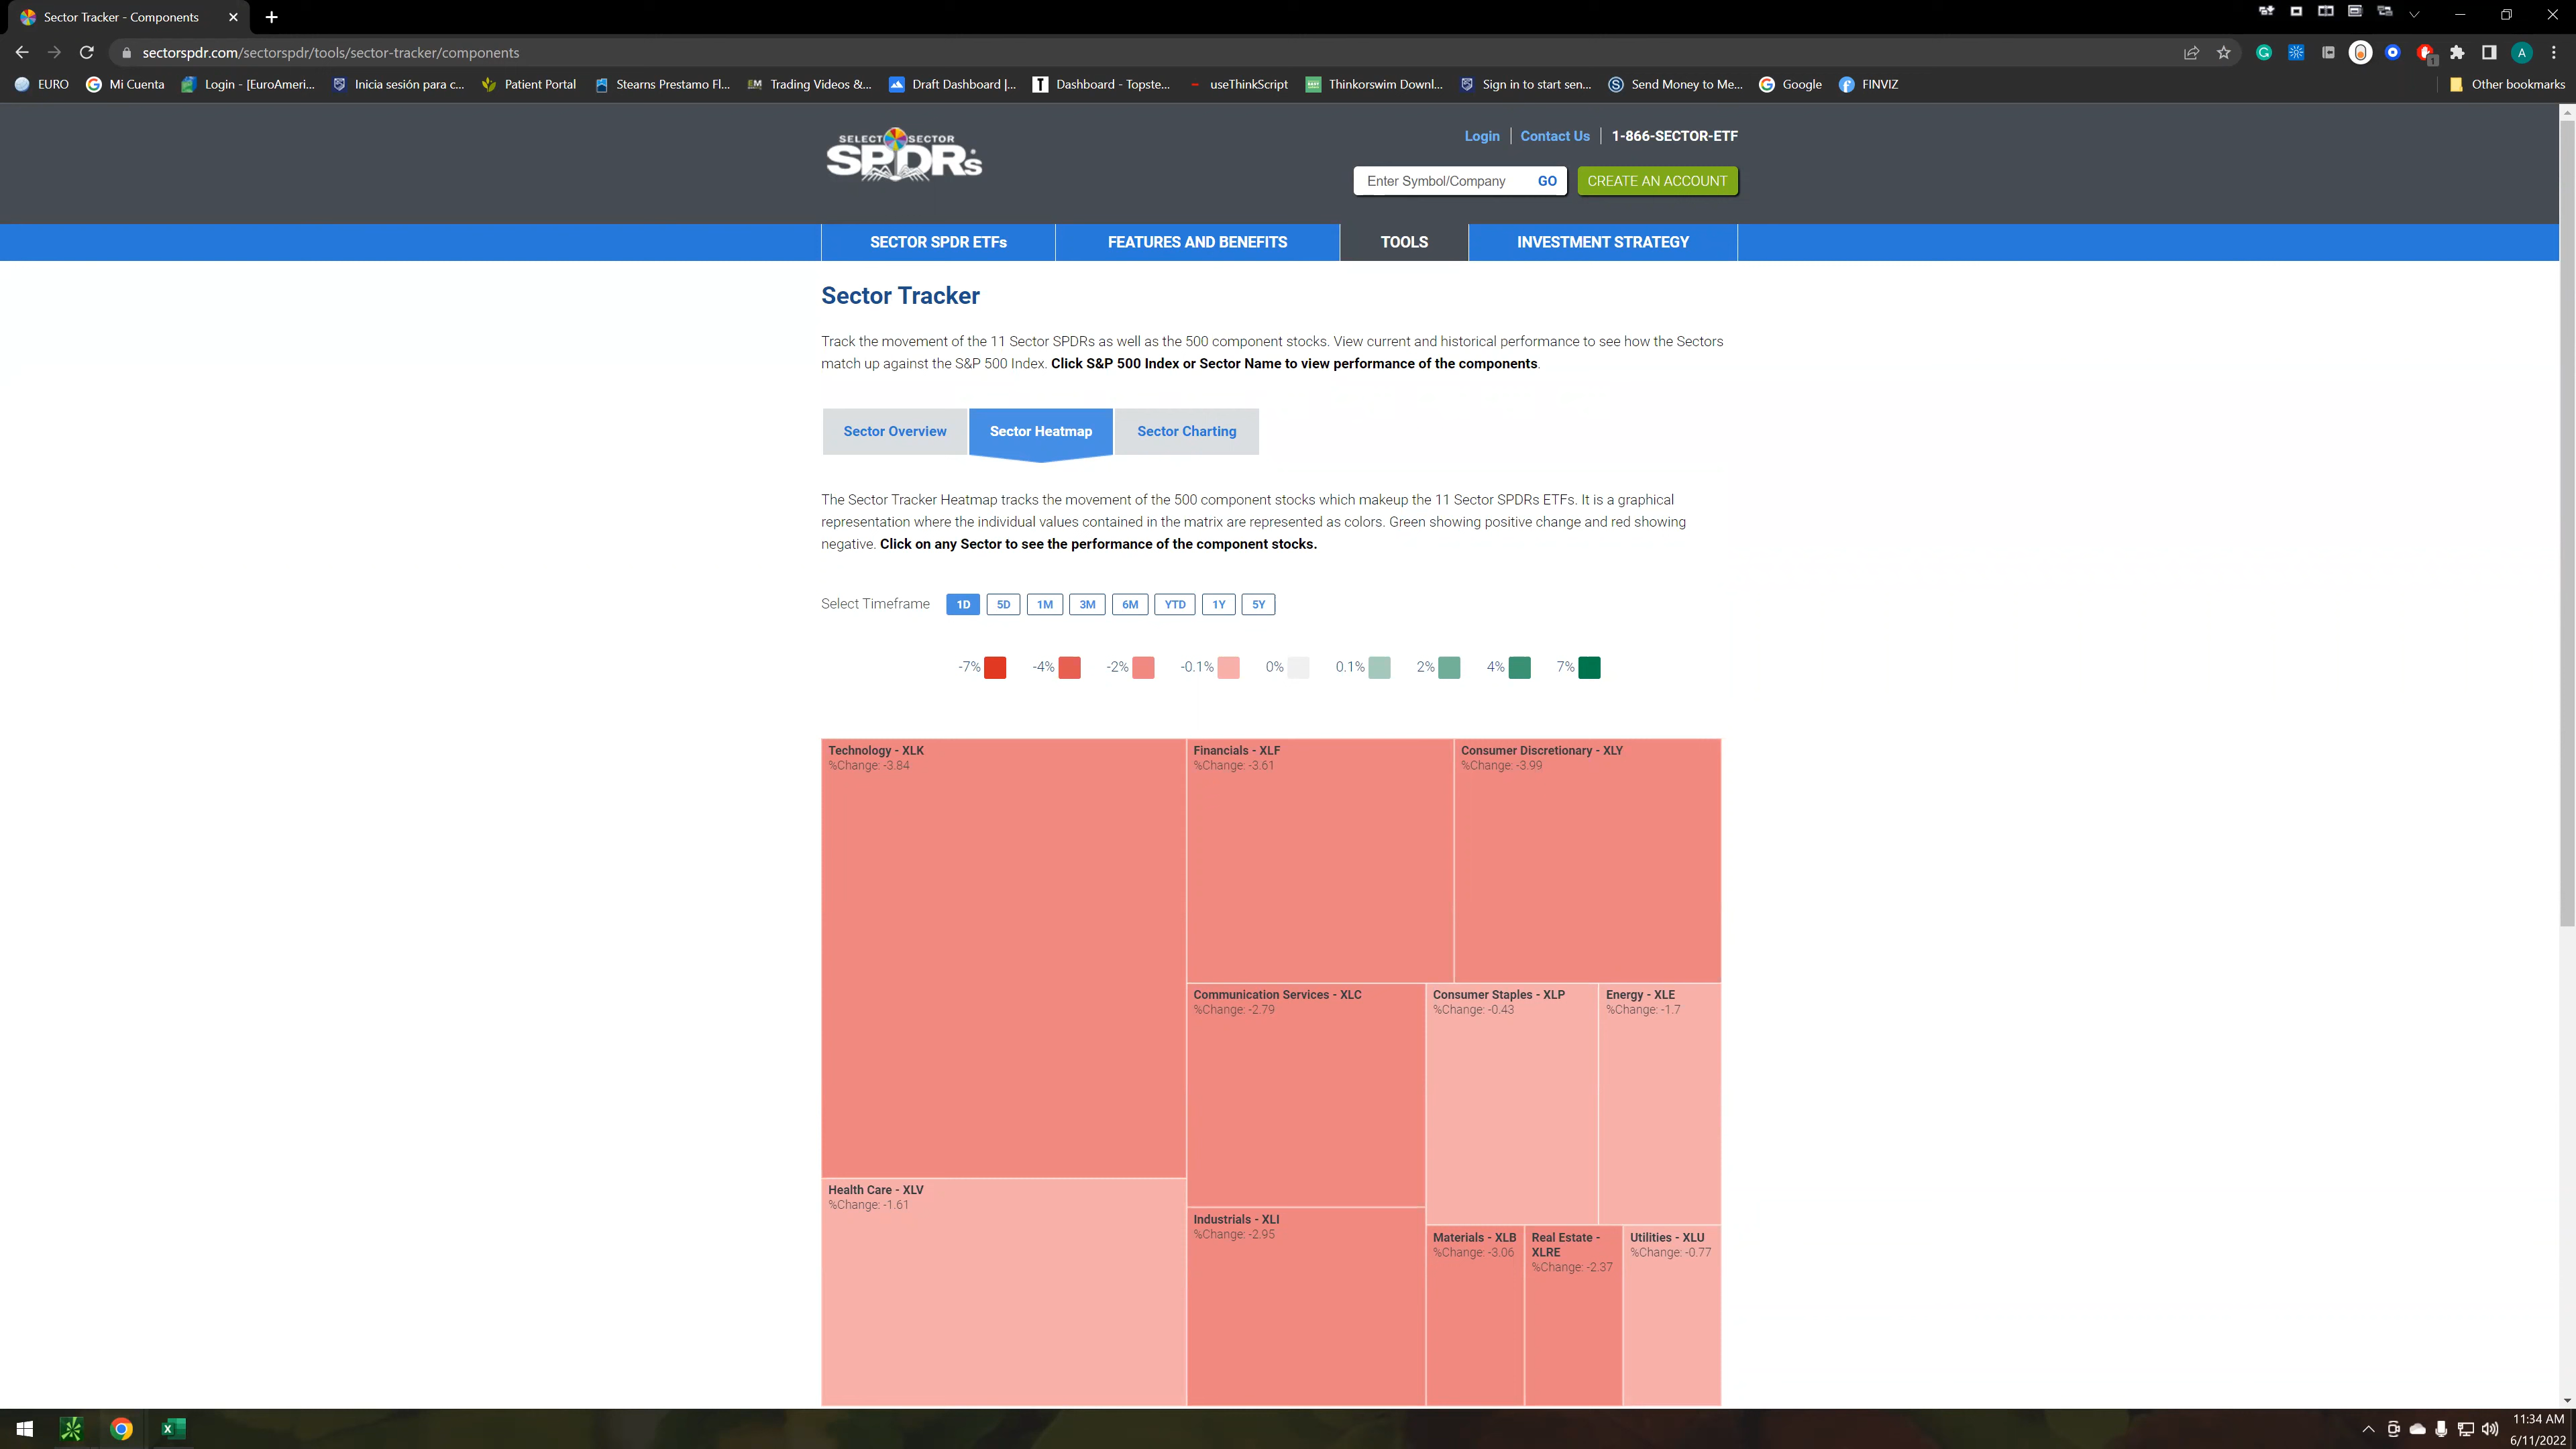 Sector Tracker - Components
sectorspdr.com/sectorspdr/tools/sector-tracker/components
EURO
Mi Cuenta
Login - [EuroAmeri...
Inicia sesión para c...
Patient Portal
Stearns Prestamo Fl...
Trading Videos &...
Draft Dashboard |...
Dashboard - Topste...
useThinkScript
Thinkorswim Downl...
Sign in to start sen...
Send Money to Me...
Google
FINVIZ
Other bookmarks
SELECT SECTOR
SPDRs
Login
Contact Us
1-866-SECTOR-ETF
Enter Symbol/Company GO
CREATE AN ACCOUNT
SECTOR SPDR ETFs
FEATURES AND BENEFITS
TOOLS
INVESTMENT STRATEGY
Sector Tracker
Track the movement of the 11 Sector SPDRs as well as the 500 component stocks. View current and historical performance to see how the Sectors
match up against the S&P 500 Index. Click S&P 500 Index or Sector Name to view performance of the components.
Sector Overview
Sector Heatmap
Sector Charting
The Sector Tracker Heatmap tracks the movement of the 500 component stocks which makeup the 11 Sector SPDRs ETFs. It is a graphical
representation where the individual values contained in the matrix are represented as colors. Green showing positive change and red showing
negative. Click on any Sector to see the performance of the component stocks.
Select Timeframe 1D 5D 1M 3M 6M YTD 1Y 5Y
-7% -4% -2% -0.1% 0% 0.1% 2% 4% 7%
Technology - XLK
%Change: -3.84
Financials - XLF
%Change: -3.61
Consumer Discretionary - XLY
%Change: -3.99
Communication Services - XLC
%Change: -2.79
Consumer Staples - XLP
%Change: -0.43
Energy - XLE
%Change: -1.7
Health Care - XLV
%Change: -1.61
Industrials - XLI
%Change: -2.95
Materials - XLB
%Change: -3.06
Real Estate -
XLRE
%Change: -2.37
Utilities - XLU
%Change: -0.77
11:34 AM
6/11/2022